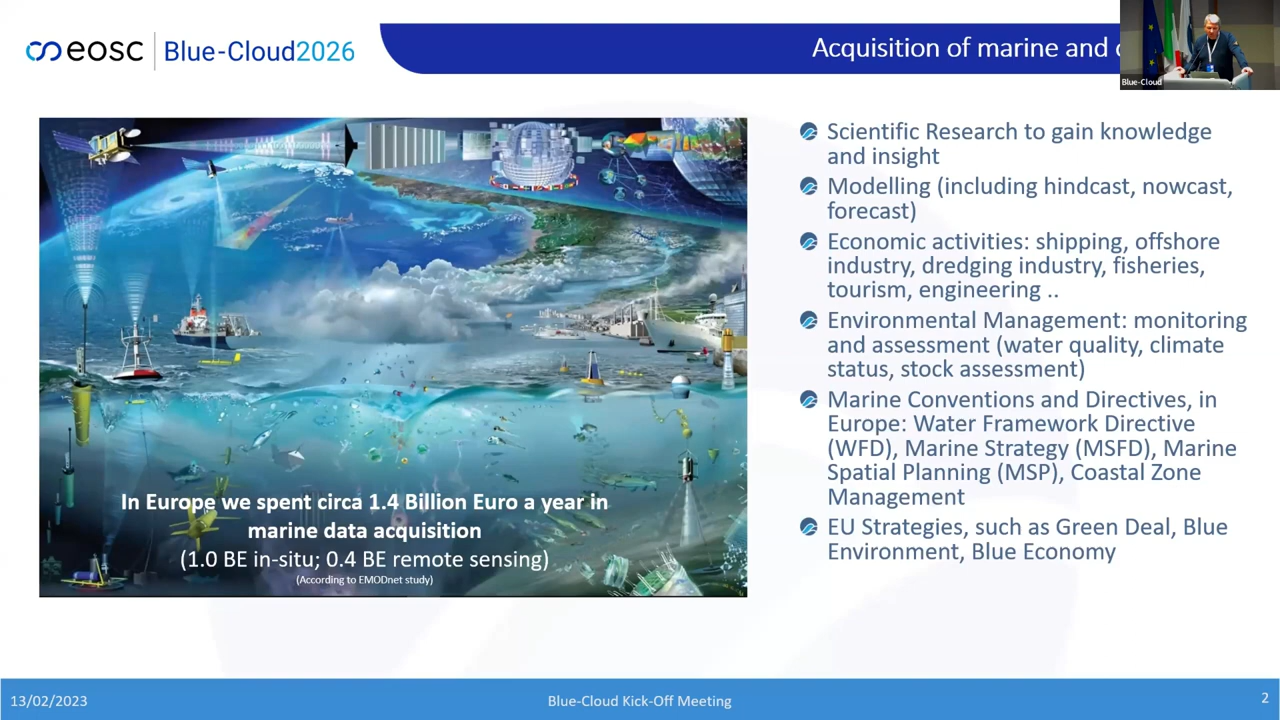 eosc
Blue-Cloud2026
Acquisition of marine and
Blue-Cloud
Scientific Research to gain knowledge
and insight
Modelling (including hindcast, nowcast,
forecast)
Economic activities: shipping, offshore
industry, dredging industry, fisheries,
tourism, engineering ..
Environmental Management: monitoring
and assessment (water quality, climate
status, stock assessment)
Marine Conventions and Directives, in
Europe: Water Framework Directive
(WFD), Marine Strategy (MSFD), Marine
Spatial Planning (MSP), Coastal Zone
Management
EU Strategies, such as Green Deal, Blue
Environment, Blue Economy
In Europe we spent circa 1.4 Billion Euro a year in
marine data acquisition
(1.0 BE in-situ; 0.4 BE remote sensing)
(According to EMODnet study)
13/02/2023
Blue-Cloud Kick-Off Meeting
2